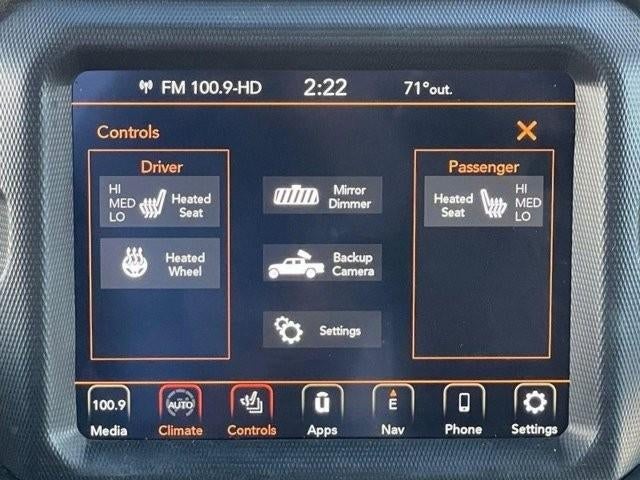 FM 100.9-HD 2:22 71°out.
Controls
Driver
HI
MED
LO
Heated
Seat
Heated
Wheel
Mirror
Dimmer
Backup
Camera
Settings
Passenger
Heated
Seat
HI
MED
LO
100.9 AUTO E
Media Climate Controls Apps Nav Phone Settings